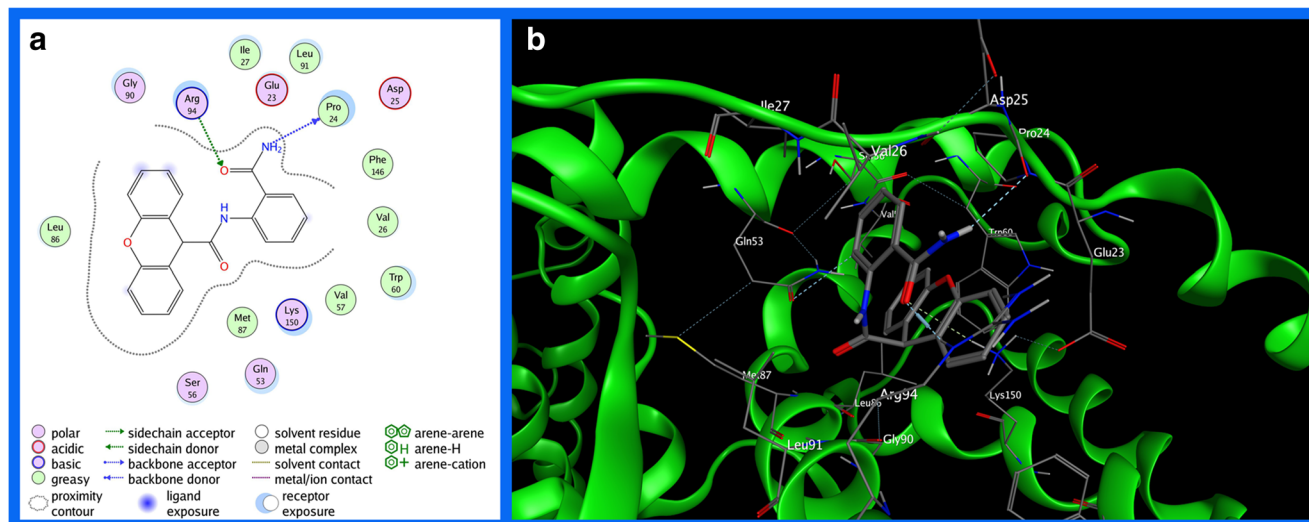 a
Ile
27
Leu
91
Gly
90
Arg
94
Glu
23
Asp
25
Pro
24
NH₂
O
Phe
146
H
N
Leu
86
Val
26
O
O
Trp
60
Val
57
Met
87
Lys
150
Ser
56
Gln
53
polar
acidic
basic
greasy
proximity
contour
sidechain acceptor
sidechain donor
backbone acceptor
backbone donor
ligand
exposure
solvent residue
metal complex
solvent contact
metal/ion contact
receptor
exposure
arene-arene
H arene-H
+ arene-cation
b
Ile27
Asp25
Pro24
Val26
Gln53
Trp60
Glu23
Met87
Leu86
Arg94
Lys150
Leu91
Gly90